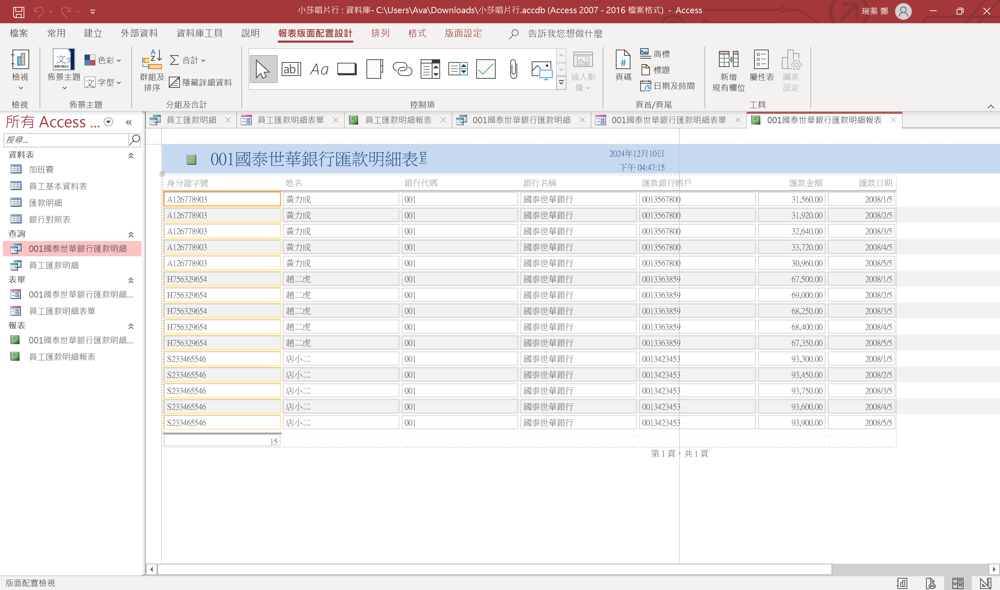 小莎唱片行 : 資料庫- C:\Users\Ava\Downloads\小莎唱片行.accdb (Access 2007 - 2016 檔案格式) - Access
琬蓁 鄭
檔案 常用 建立 外部資料 資料庫工具 說明 報表版面配置設計 排列 格式 版面設定 告訴我您想做什麼
檢視
檢視
佈景主題
色彩
字型
佈景主題
群組及
排序
合計
隱藏詳細資料
分組及合計
控制項
插入影
像
頁碼
商標
標題
日期及時間
頁首/頁尾
新增
現有欄位
屬性表
圖表
設定
工具
所有 Access ...
搜尋...
資料表
加班費
員工基本資料表
匯款明細
銀行對照表
查詢
001國泰世華銀行匯款明細
員工匯款明細
表單
001國泰世華銀行匯款明細...
員工匯款明細表單
報表
001國泰世華銀行匯款明細...
員工匯款明細報表
員工匯款明細 員工匯款明細表單 員工匯款明細報表 001國泰世華銀行匯款明細 001國泰世華銀行匯款明細表單 001國泰世華銀行匯款明細報表
001國泰世華銀行匯款明細表單
2024年12月10日
下午 04:47:15
身分證字號 姓名 銀行代碼 銀行名稱 匯款銀行帳戶 匯款金額 匯款日期
A126778903 黃力成 001 國泰世華銀行 0013567800 31,560.00 2008/1/5
A126778903 黃力成 001 國泰世華銀行 0013567800 31,920.00 2008/2/5
A126778903 黃力成 001 國泰世華銀行 0013567800 32,640.00 2008/3/5
A126778903 黃力成 001 國泰世華銀行 0013567800 33,720.00 2008/4/5
A126778903 黃力成 001 國泰世華銀行 0013567800 30,960.00 2008/5/5
H756329654 趙二虎 001 國泰世華銀行 0013363859 67,500.00 2008/1/5
H756329654 趙二虎 001 國泰世華銀行 0013363859 69,000.00 2008/2/5
H756329654 趙二虎 001 國泰世華銀行 0013363859 68,250.00 2008/3/5
H756329654 趙二虎 001 國泰世華銀行 0013363859 68,400.00 2008/4/5
H756329654 趙二虎 001 國泰世華銀行 0013363859 67,350.00 2008/5/5
S233465546 店小二 001 國泰世華銀行 0013423453 93,300.00 2008/1/5
S233465546 店小二 001 國泰世華銀行 0013423453 93,450.00 2008/2/5
S233465546 店小二 001 國泰世華銀行 0013423453 93,750.00 2008/3/5
S233465546 店小二 001 國泰世華銀行 0013423453 93,600.00 2008/4/5
S233465546 店小二 001 國泰世華銀行 0013423453 93,900.00 2008/5/5
15
第 1 頁，共 1 頁
版面配置檢視